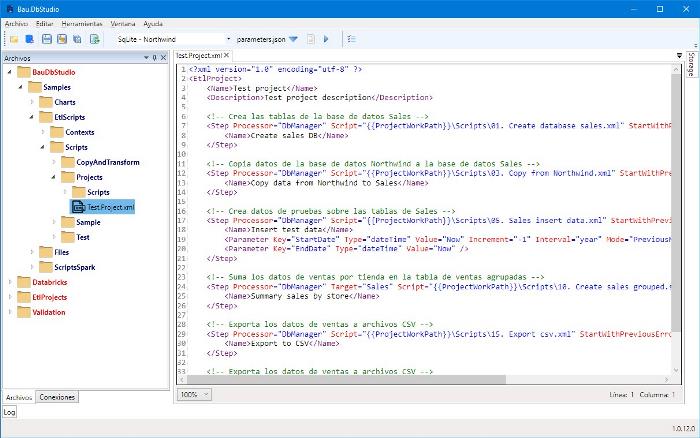 Bau.DbStudio
Archivo Editar Herramientas Ventana Ayuda
SqLite - Northwind
parameters.json
Archivos
BauDbStudio
Samples
Charts
EtlScripts
Contexts
Scripts
CopyAndTransform
Projects
Scripts
Test.Project.xml
Sample
Test
Files
ScriptsSpark
Databricks
EtlProjects
Validation
Archivos Conexiones
Log
Test.Project.xml
Storage
1 <?xml version="1.0" encoding="utf-8" ?>
2 <EtlProject>
3 <Name>Test project</Name>
4 <Description>Test project description</Description>
5
6 <!-- Crea las tablas de la base de datos Sales -->
7 <Step Processor="DbManager" Script="{{ProjectWorkPath}}\Scripts\01. Create database sales.xml" StartWithP
8 <Name>Create sales DB</Name>
9 </Step>
10
11 <!-- Copia datos de la base de datos Northwind a la base de datos Sales -->
12 <Step Processor="DbManager" Script="{{ProjectWorkPath}}\Scripts\03. Copy from Northwind.xml" StartWithPre
13 <Name>Copy data from Northwind to Sales</Name>
14 </Step>
15
16 <!-- Crea datos de pruebas sobre las tablas de Sales -->
17 <Step Processor="DbManager" Script="{{ProjectWorkPath}}\Scripts\05. Sales insert data.xml" StartWithPrevi
18 <Name>Insert test data</Name>
19 <Parameter Key="StartDate" Type="dateTime" Value="Now" Increment="-1" Interval="year" Mode="PreviousM
20 <Parameter Key="EndDate" Type="dateTime" Value="Now" />
21 </Step>
22
23 <!-- Suma los datos de ventas por tienda en la tabla de ventas agrupadas -->
24 <Step Processor="DbManager" Target="Sales" Script="{{ProjectWorkPath}}\Scripts\10. Create sales grouped.s
25 <Name>Summary sales by store</Name>
26 </Step>
27
28 <!-- Exporta los datos de ventas a archivos CSV -->
29 <Step Processor="DbManager" Script="{{ProjectWorkPath}}\Scripts\15. Export csv.xml" StartWithPreviousErro
30 <Name>Export to CSV</Name>
31 </Step>
32
33 <!-- Exporta los datos de ventas a archivos CSV -->
100%
Línea: 1 Columna: 1
1.0.12.0